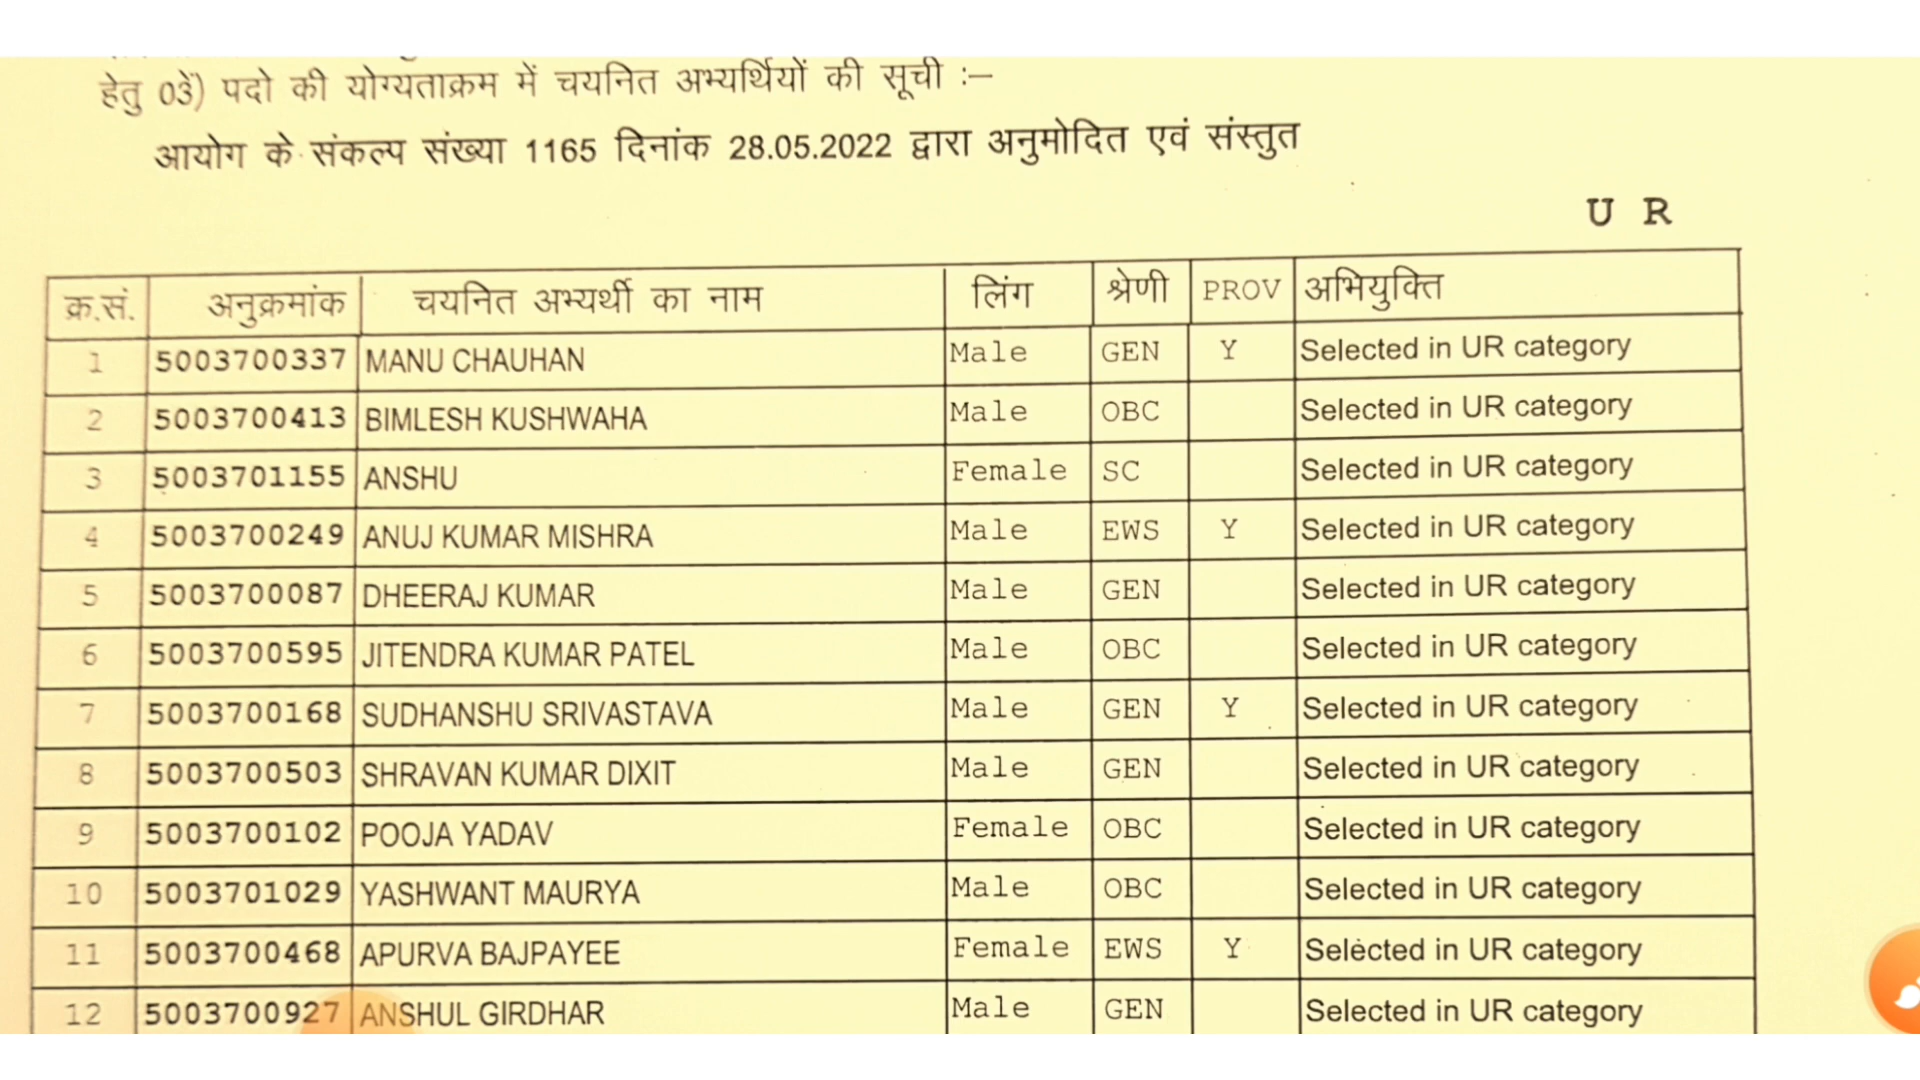 हेतु 03) पदो की योग्यताक्रम में चयनित अभ्यर्थियों की सूची :–
आयोग के संकल्प संख्या 1165 दिनांक 28.05.2022 द्वारा अनुमोदित एवं संस्तुत
U R
क्र.सं. अनुक्रमांक चयनित अभ्यर्थी का नाम लिंग श्रेणी PROV अभियुक्ति
1 5003700337 MANU CHAUHAN Male GEN Y Selected in UR category
2 5003700413 BIMLESH KUSHWAHA Male OBC Selected in UR category
3 5003701155 ANSHU Female SC Selected in UR category
4 5003700249 ANUJ KUMAR MISHRA Male EWS Y Selected in UR category
5 5003700087 DHEERAJ KUMAR Male GEN Selected in UR category
6 5003700595 JITENDRA KUMAR PATEL Male OBC Selected in UR category
7 5003700168 SUDHANSHU SRIVASTAVA Male GEN Y Selected in UR category
8 5003700503 SHRAVAN KUMAR DIXIT Male GEN Selected in UR category
9 5003700102 POOJA YADAV Female OBC Selected in UR category
10 5003701029 YASHWANT MAURYA Male OBC Selected in UR category
11 5003700468 APURVA BAJPAYEE Female EWS Y Selected in UR category
12 5003700927 ANSHUL GIRDHAR Male GEN Selected in UR category